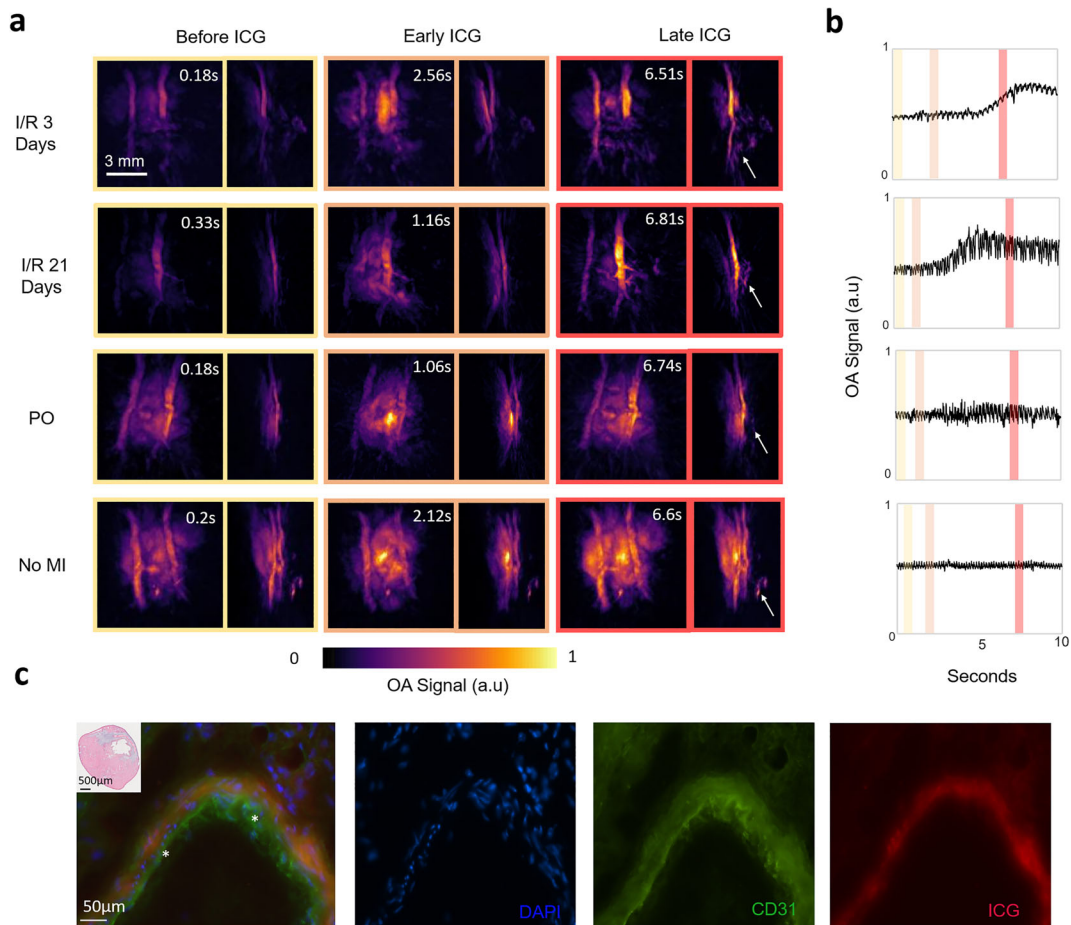 a
Before ICG
Early ICG
Late ICG
I/R 3
Days
0.18s
2.56s
6.51s
3 mm
I/R 21
Days
0.33s
1.16s
6.81s
PO
0.18s
1.06s
6.74s
No MI
0.2s
2.12s
6.6s
0
1
OA Signal (a.u)
b
1
0
1
0
1
0
1
0
0
5
10
OA Signal (a.u)
Seconds
c
500µm
*
*
50µm
DAPI
CD31
ICG